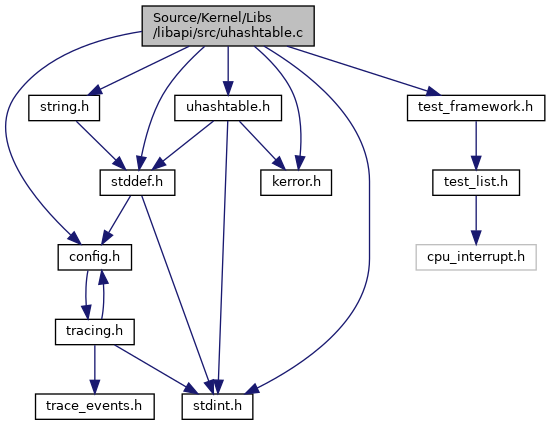 Source/Kernel/Libs
/libapi/src/uhashtable.c
string.h
uhashtable.h
test_framework.h
stddef.h
kerror.h
test_list.h
config.h
cpu_interrupt.h
tracing.h
trace_events.h
stdint.h